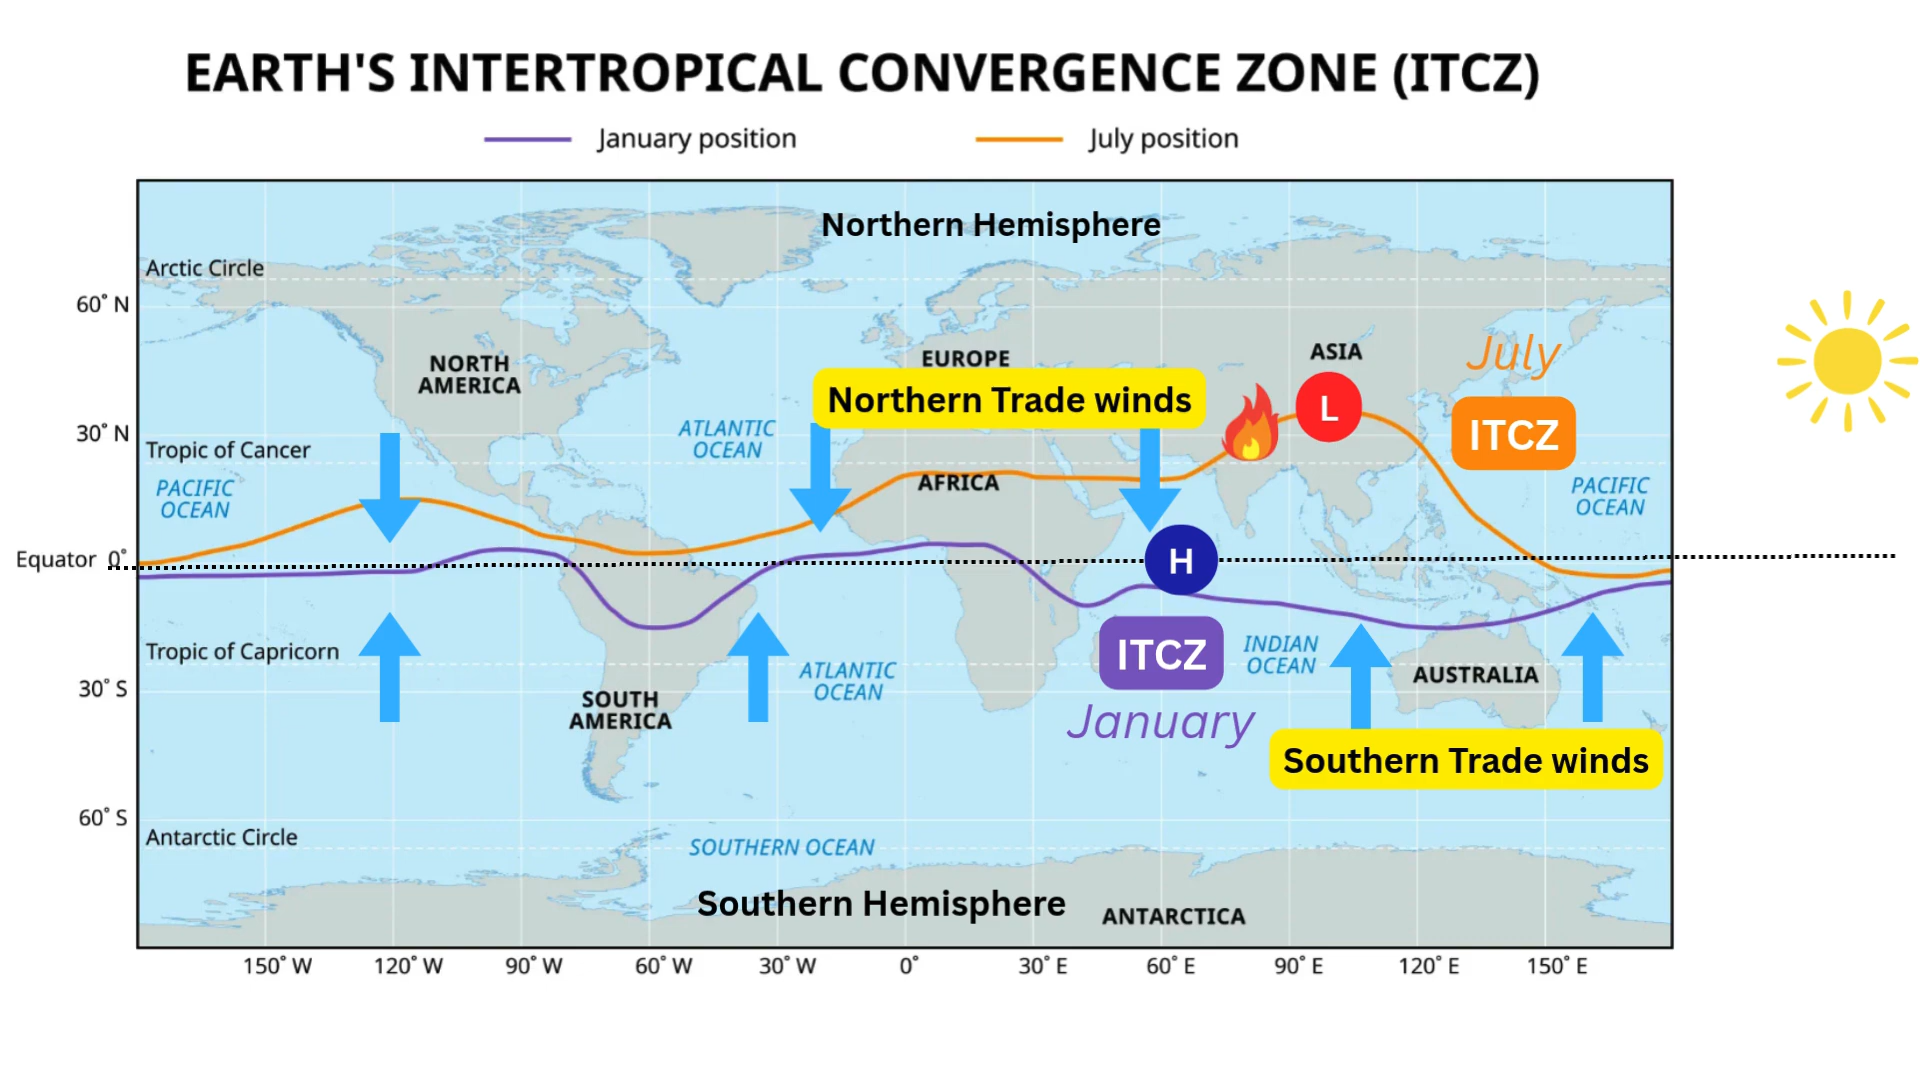 EARTH'S INTERTROPICAL CONVERGENCE ZONE (ITCZ)
January position
July position
Northern Hemisphere
Arctic Circle
60° N
NORTH
AMERICA
EUROPE
ASIA
July
Northern Trade winds
L
ITCZ
30° N
Tropic of Cancer
ATLANTIC
OCEAN
PACIFIC
OCEAN
AFRICA
PACIFIC
OCEAN
Equator 0°
H
Tropic of Capricorn
ITCZ
INDIAN
OCEAN
ATLANTIC
OCEAN
AUSTRALIA
30° S
SOUTH
AMERICA
January
Southern Trade winds
60° S
Antarctic Circle
SOUTHERN OCEAN
Southern Hemisphere
ANTARCTICA
150° W
120° W
90° W
60° W
30° W
0°
30° E
60° E
90° E
120° E
150° E